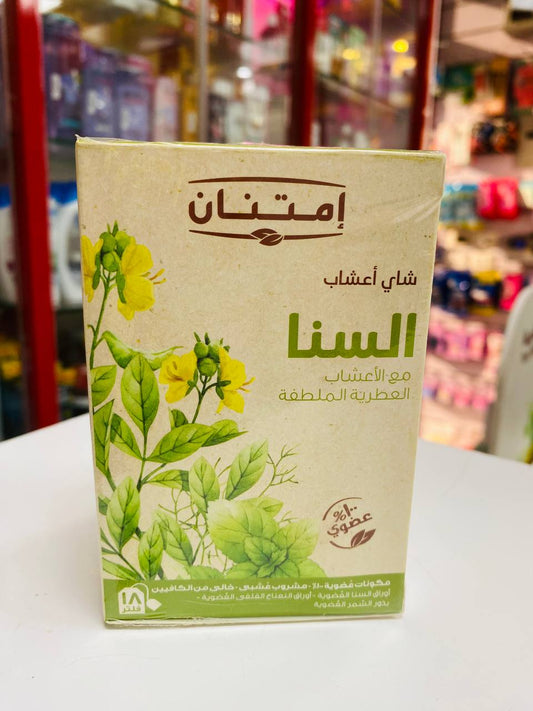 إمتنان
شاي أعشاب
السنا
مع الأعشاب
العطرية الملطفة
١٠٠%
عضوي
مكونات عضوية ١٠٠٪ - مشروب عشبي - خالي من الكافيين
أوراق السنا العضوية - أوراق النعناع الفلفلي العضوية -
بذور الشمر العضوية
١٨
فلتر